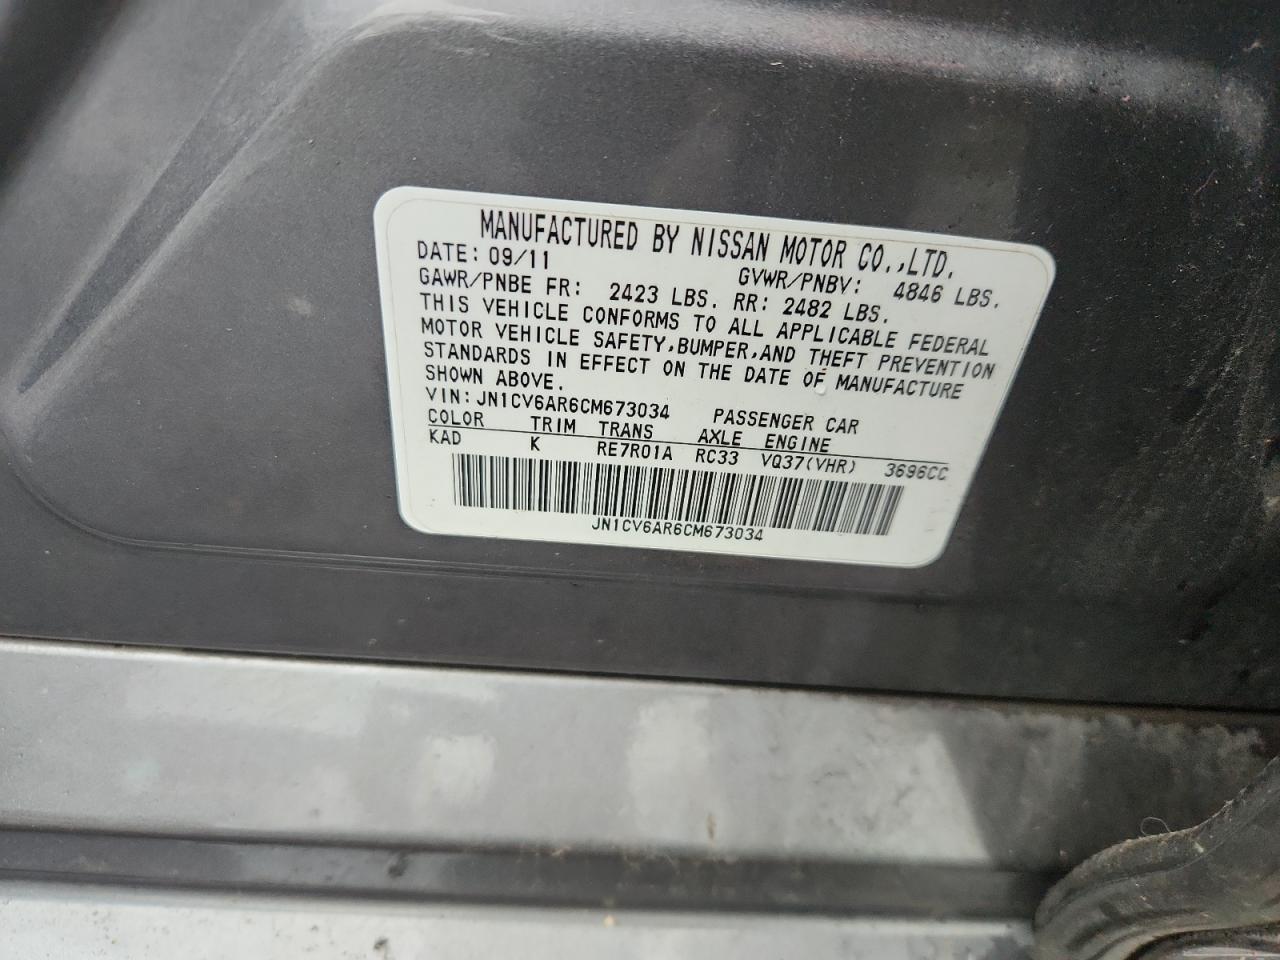 MANUFACTURED BY NISSAN MOTOR CO.,LTD.
DATE: 09/11 GVWR/PNBV: 4846 LBS.
GAWR/PNBE FR: 2423 LBS. RR: 2482 LBS.
THIS VEHICLE CONFORMS TO ALL APPLICABLE FEDERAL
MOTOR VEHICLE SAFETY,BUMPER,AND THEFT PREVENTION
STANDARDS IN EFFECT ON THE DATE OF MANUFACTURE
SHOWN ABOVE.
VIN: JN1CV6AR6CM673034 PASSENGER CAR
COLOR TRIM TRANS AXLE ENGINE
KAD K RE7R01A RC33 VQ37(VHR) 3696CC
JN1CV6AR6CM673034